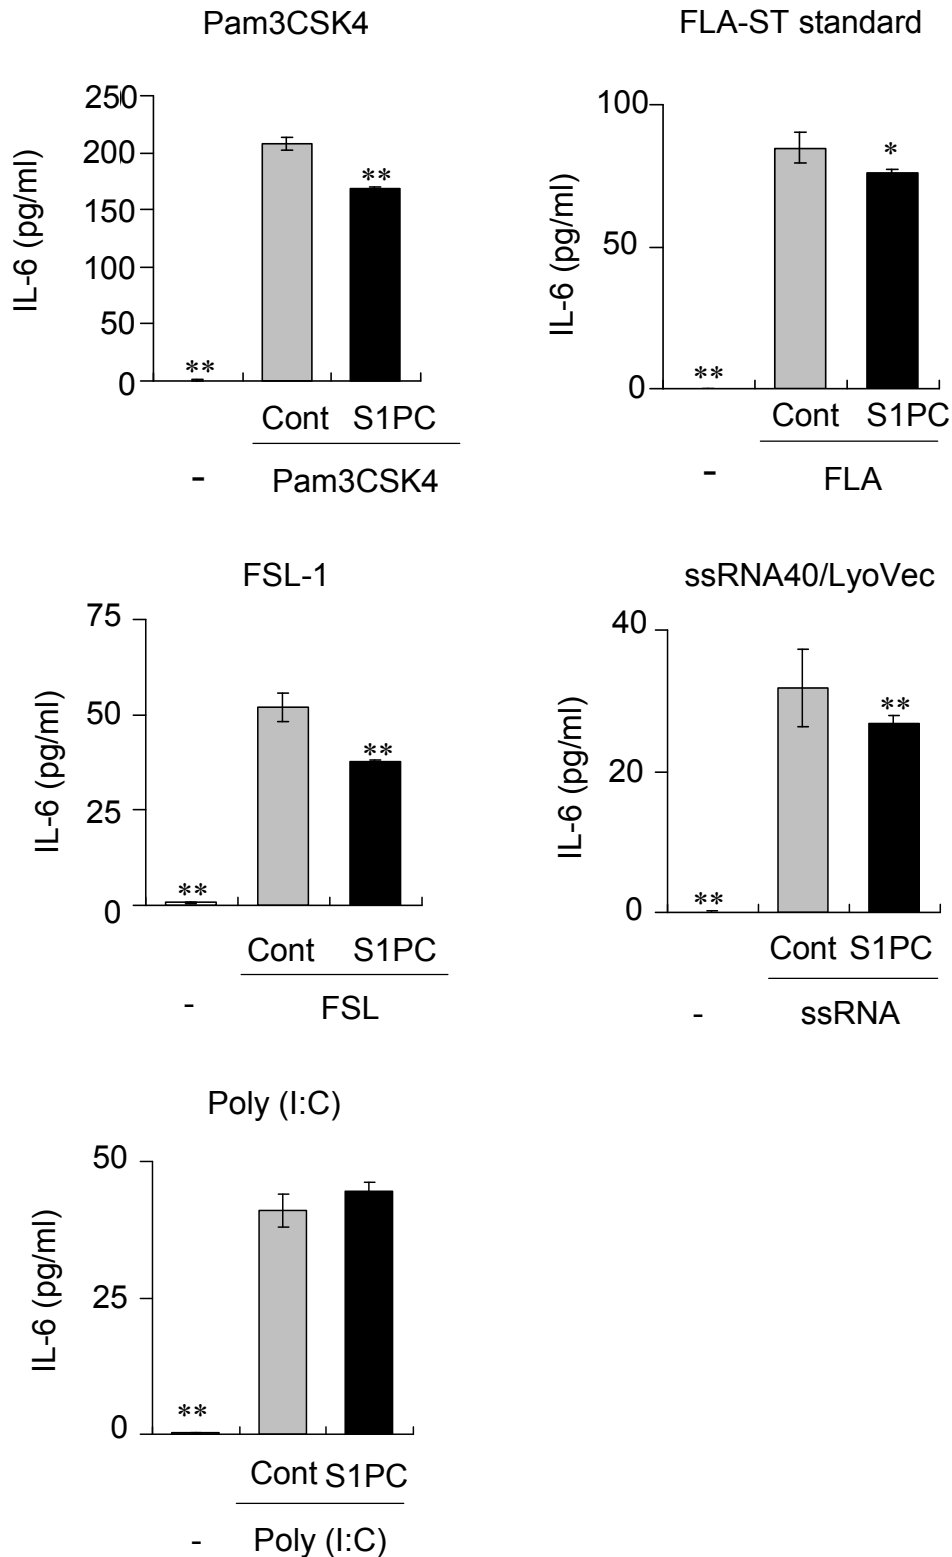 Pam3CSK4
IL-6 (pg/ml)
250
200
150
100
50
0
**
**
Cont S1PC
- Pam3CSK4
FLA-ST standard
IL-6 (pg/ml)
100
50
0
**
*
Cont S1PC
- FLA
FSL-1
IL-6 (pg/ml)
75
50
25
0
**
**
Cont S1PC
- FSL
ssRNA40/LyoVec
IL-6 (pg/ml)
40
20
0
**
**
Cont S1PC
- ssRNA
Poly (I:C)
IL-6 (pg/ml)
50
25
0
**
Cont S1PC
- Poly (I:C)